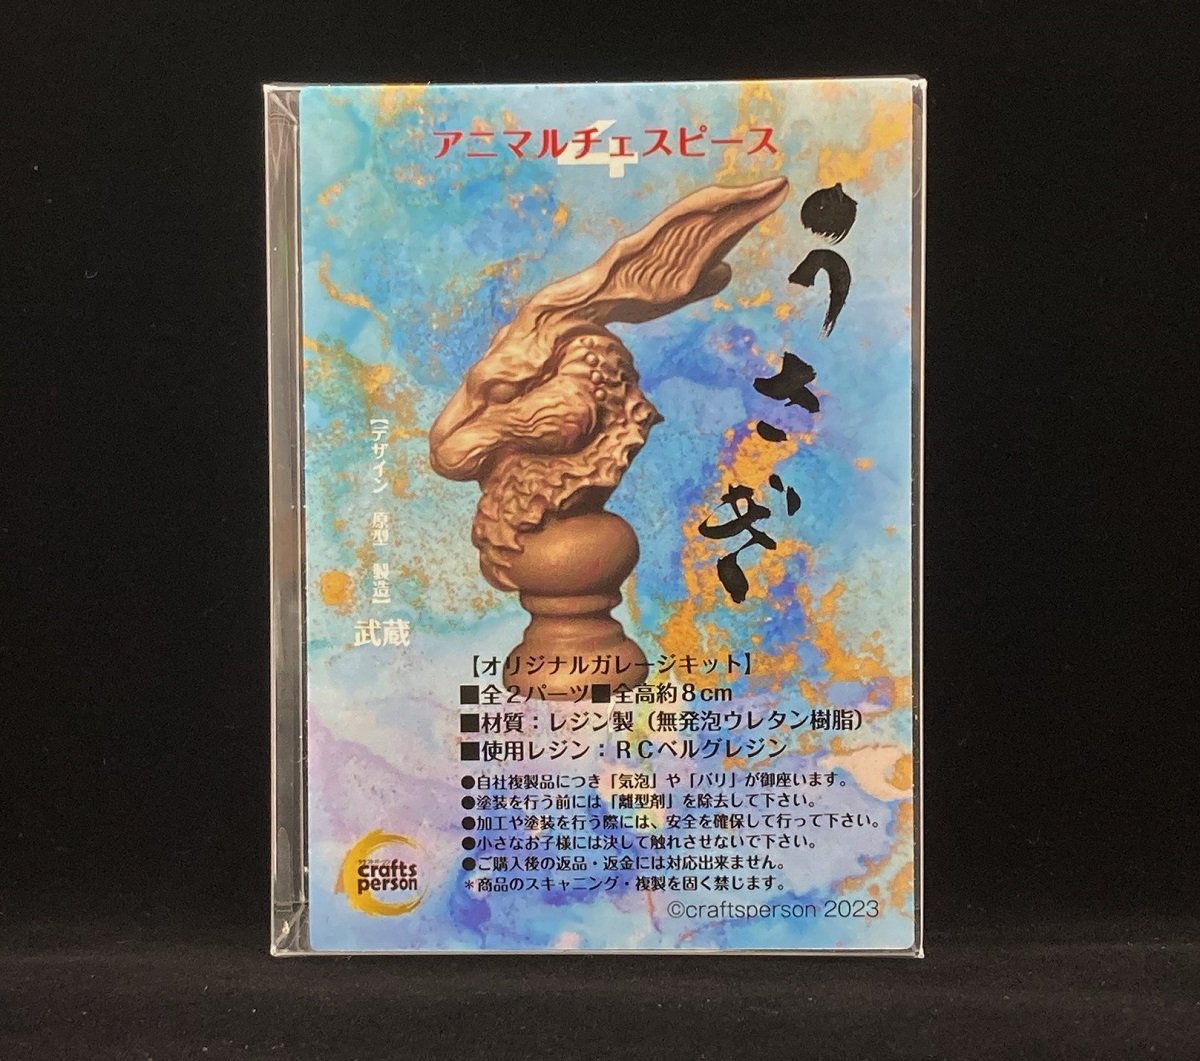 アニマルチェスピース
4
うさぎ
【デザイン 原型 製造】
武蔵
【オリジナルガレージキット】
■全2パーツ■全高約8cm
■材質：レジン製（無発泡ウレタン樹脂）
■使用レジン：RCベルグレジン
●自社複製品につき「気泡」や「バリ」が御座います。
●塗装を行う前には「離型剤」を除去して下さい。
●加工や塗装を行う際には、安全を確保して行って下さい。
●小さなお子様には決して触れさせないで下さい。
●ご購入後の返品・返金には対応出来ません。
＊商品のスキャニング・複製を固く禁じます。
クラフトパーソン
crafts
person
©craftsperson 2023